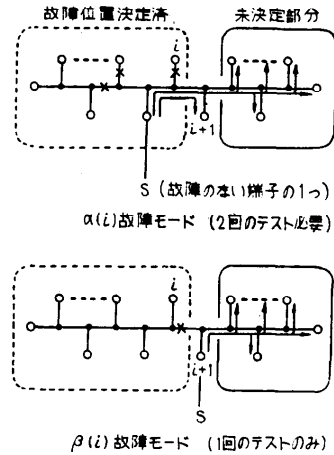 故障位置決定済
未決定部分
i
i+1
S (故障のない端子の1つ)
α(i)故障モード (2回のテスト必要)
i
i+1
S
β(i)故障モード (1回のテストのみ)